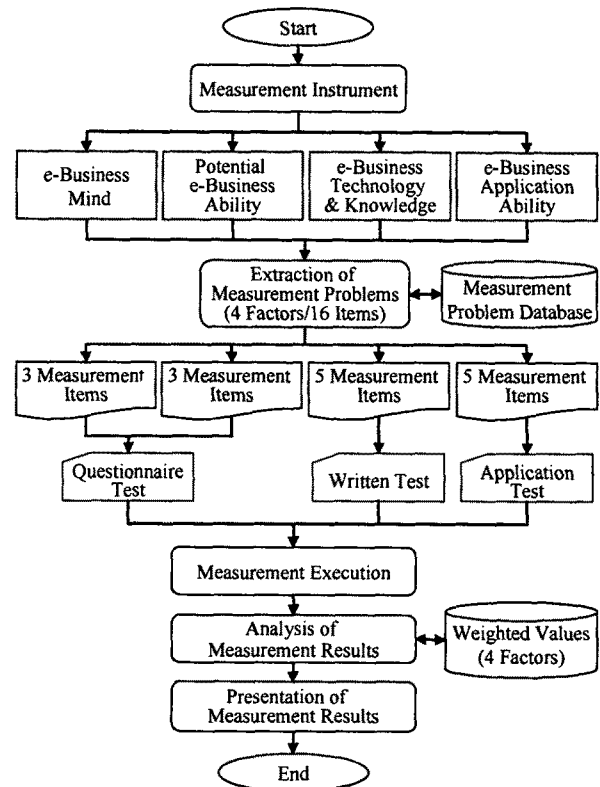 Start
Measurement Instrument
e-Business
Mind
Potential
e-Business
Ability
e-Business
Technology
& Knowledge
e-Business
Application
Ability
Extraction of
Measurement Problems
(4 Factors/16 Items)
Measurement
Problem Database
3 Measurement
Items
3 Measurement
Items
5 Measurement
Items
5 Measurement
Items
Questionnaire
Test
Written Test
Application
Test
Measurement Execution
Analysis of
Measurement Results
Weighted Values
(4 Factors)
Presentation of
Measurement Results
End